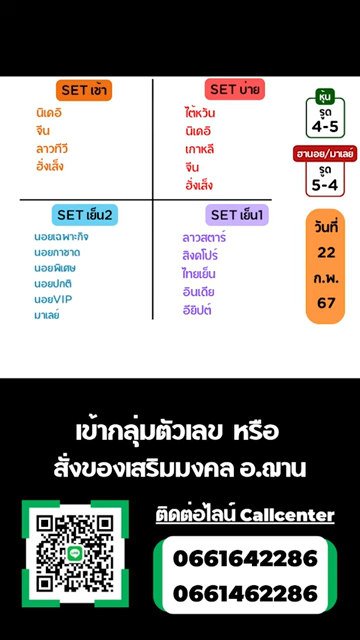 SET เช้า
นิเคอิ
จีน
ลาวทีวี
ฮั่งเส็ง
SET บ่าย
ไต้หวัน
นิเคอิ
เกาหลี
จีน
ฮั่งเส็ง
หุ้น
รูด
4-5
ฮานอย/มาเลย์
รูด
5-4
SET เย็น2
นอยเฉพาะกิจ
นอยกาชาด
นอยพิเศษ
นอยปกติ
นอยVIP
มาเลย์
SET เย็น1
ลาวสตาร์
สิงคโปร์
ไทยเย็น
อินเดีย
อียิปต์
วันที่
22
ก.พ.
67
เข้ากลุ่มตัวเลข หรือ
สั่งของเสริมมงคล อ.ฌาน
ติดต่อไลน์ Callcenter
0661642286
0661462286